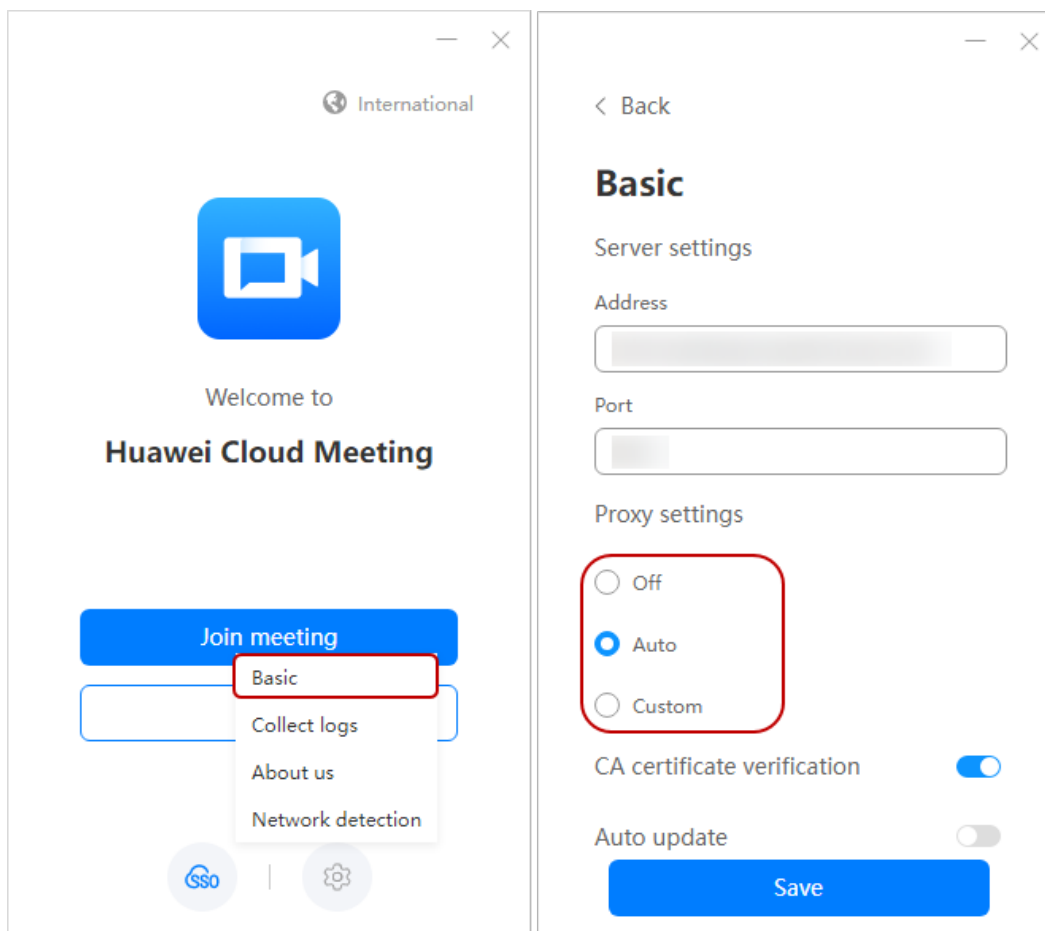 International
Welcome to
Huawei Cloud Meeting
Join meeting
Basic
Collect logs
About us
Network detection
SSO
Back
Basic
Server settings
Address
Port
Proxy settings
Off
Auto
Custom
CA certificate verification
Auto update
Save